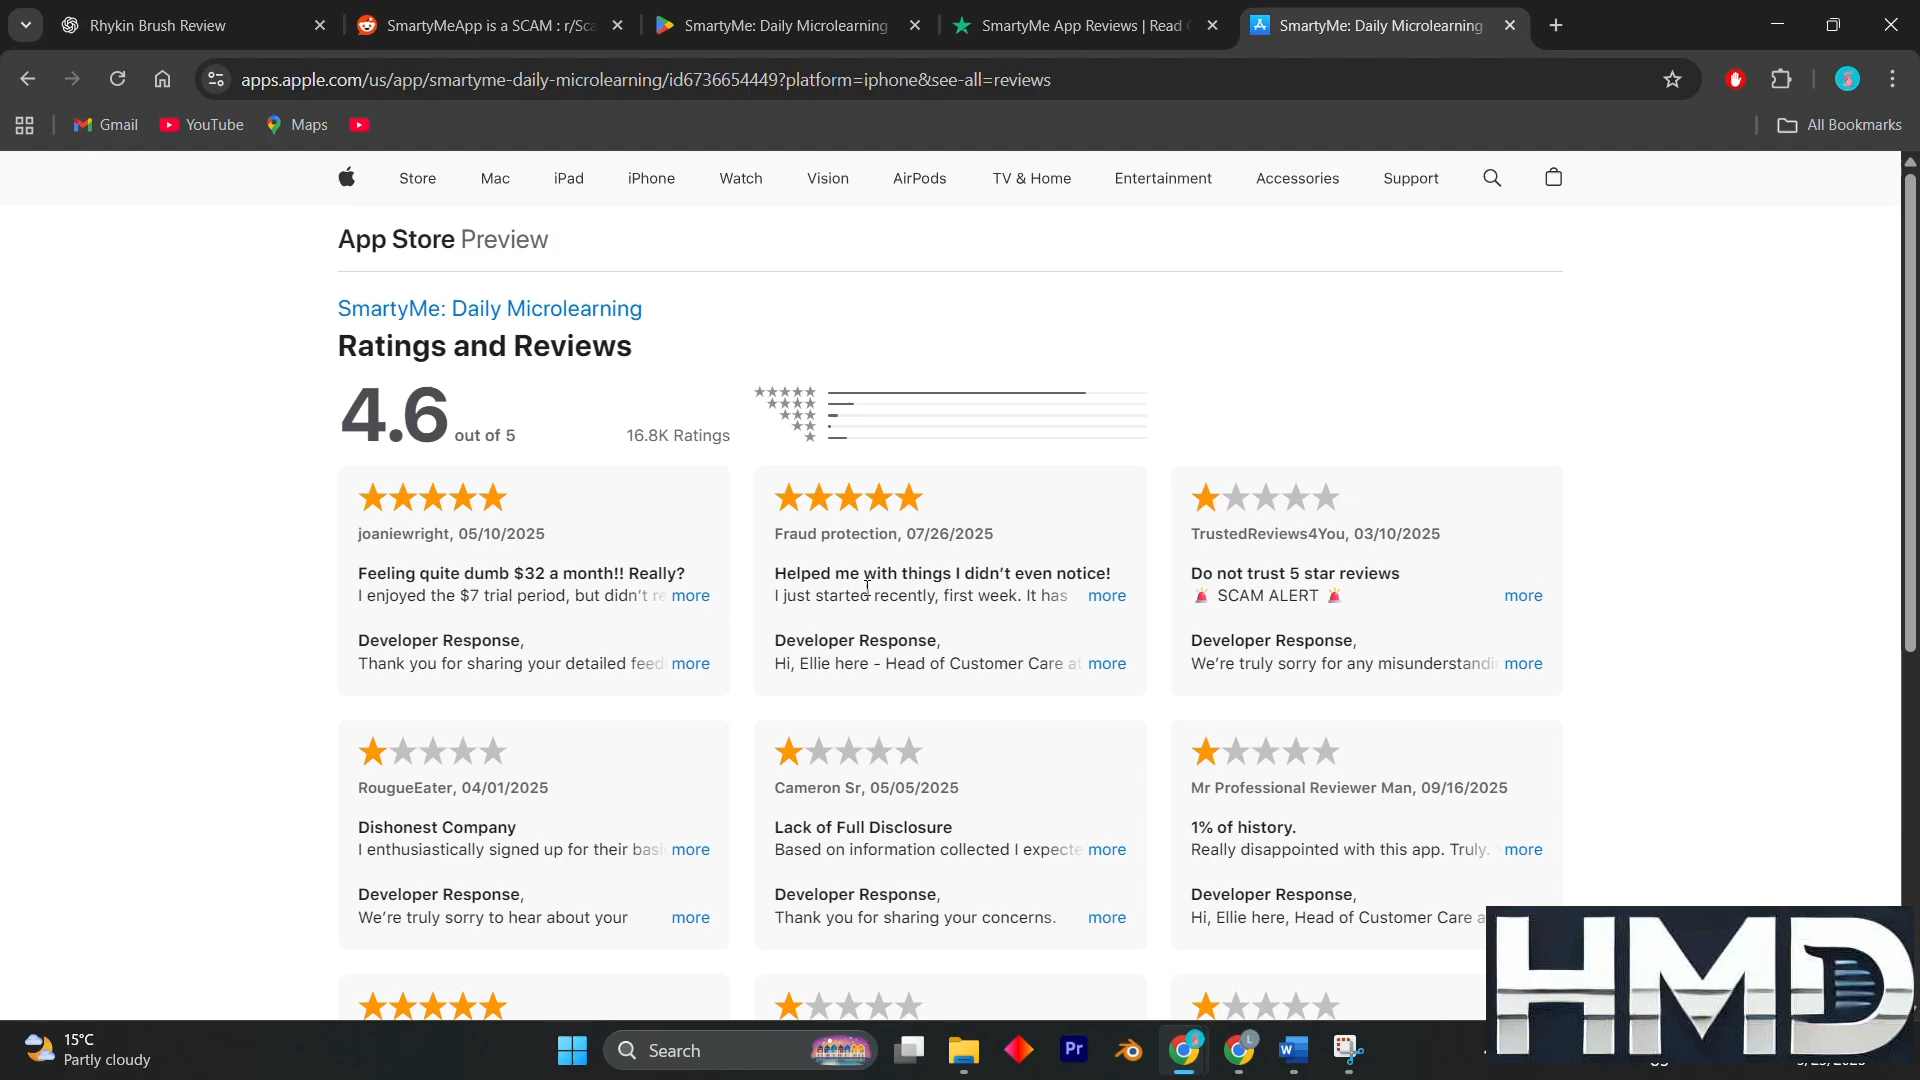 Rhykin Brush Review
SmartyMeApp is a SCAM : r/Sca
SmartyMe: Daily Microlearning
SmartyMe App Reviews | Read
SmartyMe: Daily Microlearning
apps.apple.com/us/app/smartyme-daily-microlearning/id6736654449?platform=iphone&see-all=reviews
Gmail
YouTube
Maps
All Bookmarks
Store
Mac
iPad
iPhone
Watch
Vision
AirPods
TV & Home
Entertainment
Accessories
Support
App Store Preview
SmartyMe: Daily Microlearning
Ratings and Reviews
4.6 out of 5
16.8K Ratings
joaniewright, 05/10/2025
Feeling quite dumb $32 a month!! Really?
I enjoyed the $7 trial period, but didn't re more
Developer Response,
Thank you for sharing your detailed feed more
Fraud protection, 07/26/2025
Helped me with things I didn't even notice!
I just started recently, first week. It has more
Developer Response,
Hi, Ellie here - Head of Customer Care at more
TrustedReviews4You, 03/10/2025
Do not trust 5 star reviews
🚨 SCAM ALERT 🚨 more
Developer Response,
We're truly sorry for any misunderstandi more
RougueEater, 04/01/2025
Dishonest Company
I enthusiastically signed up for their basi more
Developer Response,
We're truly sorry to hear about your more
Cameron Sr, 05/05/2025
Lack of Full Disclosure
Based on information collected I expecte more
Developer Response,
Thank you for sharing your concerns. more
Mr Professional Reviewer Man, 09/16/2025
1% of history.
Really disappointed with this app. Truly. more
Developer Response,
Hi, Ellie here, Head of Customer Care a
HMD
15°C
Partly cloudy
Search
Pr
W
L